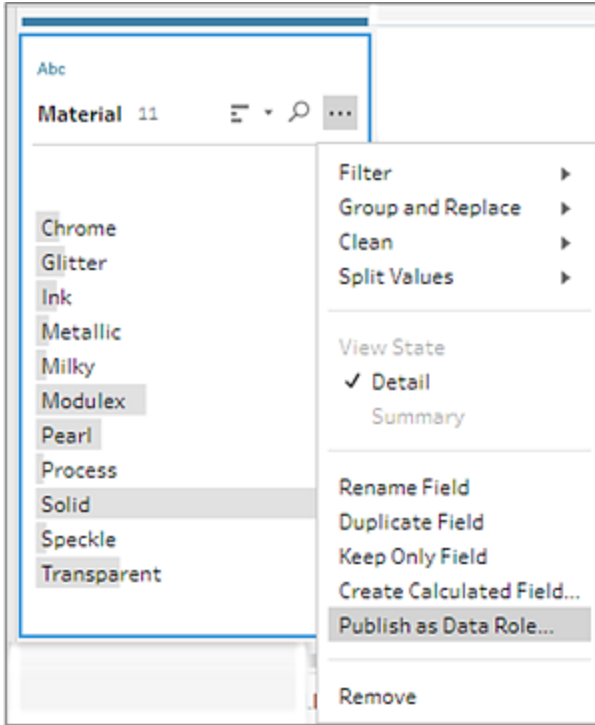 Abc
Material 11
Chrome
Glitter
Ink
Metallic
Milky
Modulex
Pearl
Process
Solid
Speckle
Transparent
Filter
Group and Replace
Clean
Split Values
View State
Detail
Summary
Rename Field
Duplicate Field
Keep Only Field
Create Calculated Field...
Publish as Data Role...
Remove